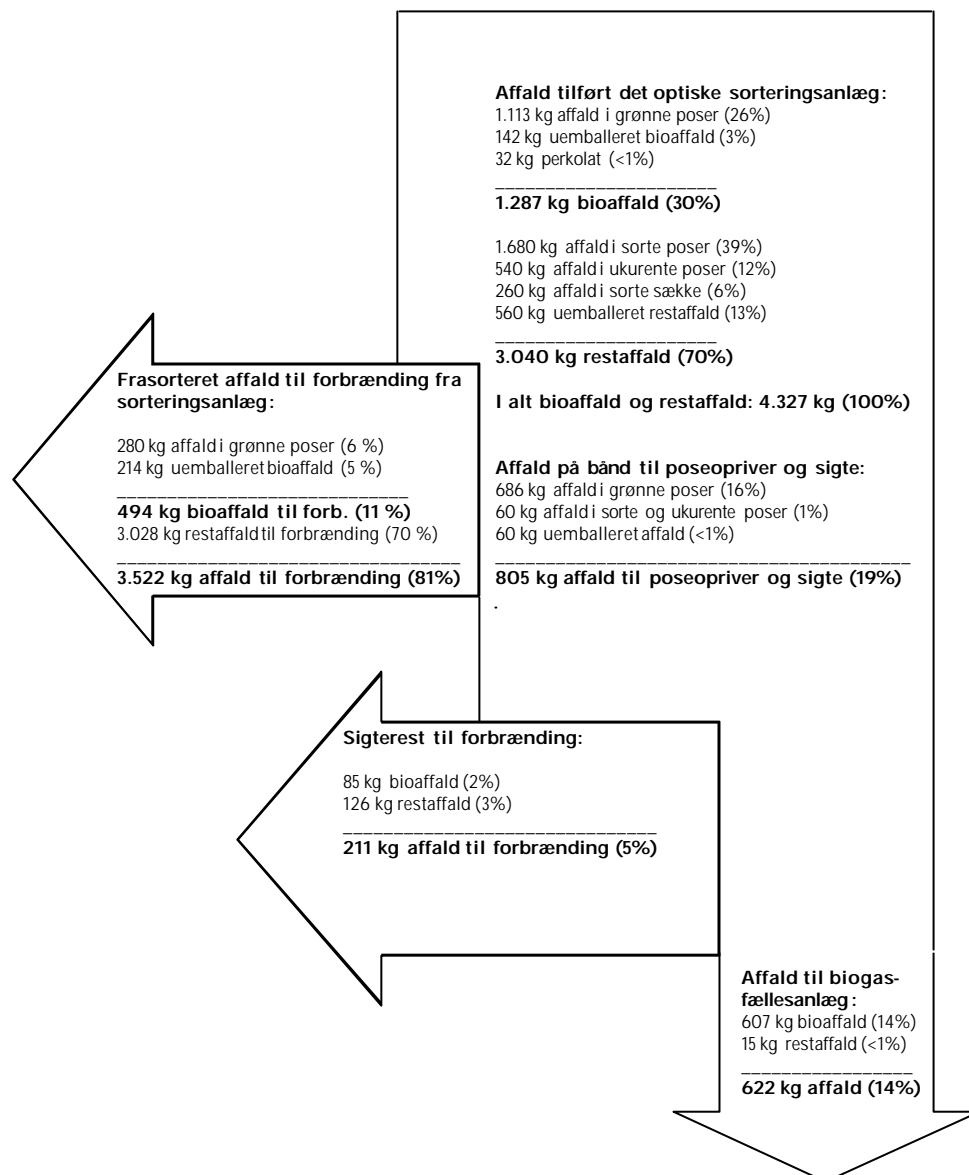 Affald tilført det optiske sorteringsanlæg:
1.113 kg affald i grønne poser (26%)
142 kg uemballeret bioaffald (3%)
32 kg perkolat (<1%)
1.287 kg bioaffald (30%)
1.680 kg affald i sorte poser (39%)
540 kg affald i ukurente poser (12%)
260 kg affald i sorte sække (6%)
560 kg uemballeret restaffald (13%)
3.040 kg restaffald (70%)
I alt bioaffald og restaffald: 4.327 kg (100%)
Frasorteret affald til forbrænding fra
sorteringsanlæg:
280 kg affald i grønne poser (6 %)
214 kg uemballeret bioaffald (5 %)
494 kg bioaffald til forb. (11 %)
3.028 kg restaffald til forbrænding (70 %)
3.522 kg affald til forbrænding (81%)
Affald på bånd til poseopriver og sigte:
686 kg affald i grønne poser (16%)
60 kg affald i sorte og ukurente poser (1%)
60 kg uemballeret affald (<1%)
805 kg affald til poseopriver og sigte (19%)
.
Sigterest til forbrænding:
85 kg bioaffald (2%)
126 kg restaffald (3%)
211 kg affald til forbrænding (5%)
Affald til biogas-
fællesanlæg:
607 kg bioaffald (14%)
15 kg restaffald (<1%)
622 kg affald (14%)